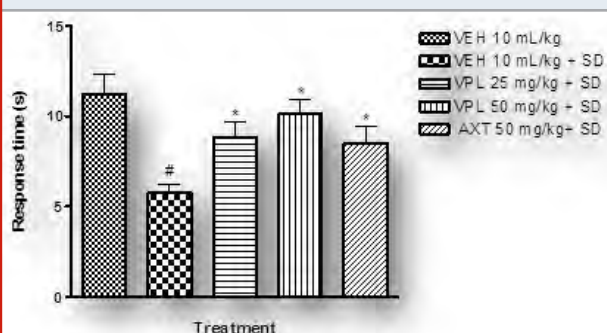 15
10
5
0
Response time (s)
#
*
*
*
Treatment
VEH 10 mL/kg
VEH 10 mL/kg + SD
VPL 25 mg/kg + SD
VPL 50 mg/kg + SD
AXT 50 mg/kg+ SD